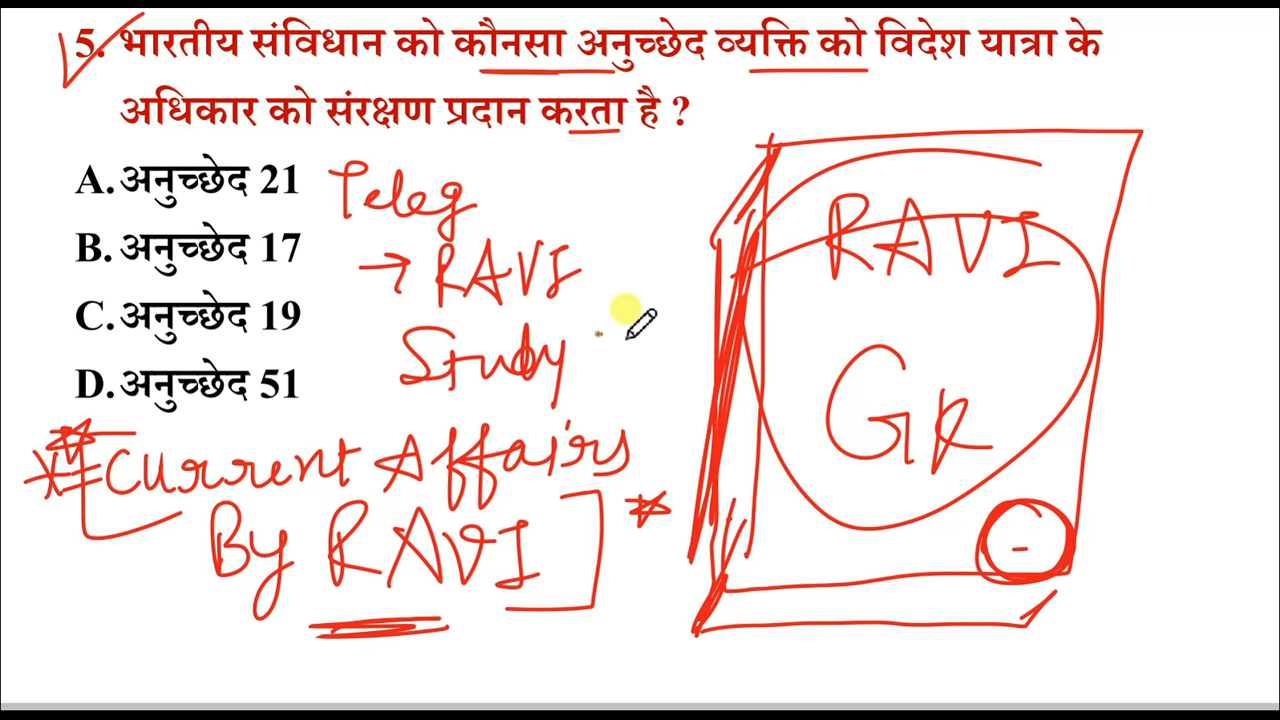 5. भारतीय संविधान को कौनसा अनुच्छेद व्यक्ति को विदेश यात्रा के
अधिकार को संरक्षण प्रदान करता है ?
A. अनुच्छेद 21
B. अनुच्छेद 17
C. अनुच्छेद 19
D. अनुच्छेद 51
Teleg
→ RAVI
Study
Current Affairs
By RAVI
RAVI
GK